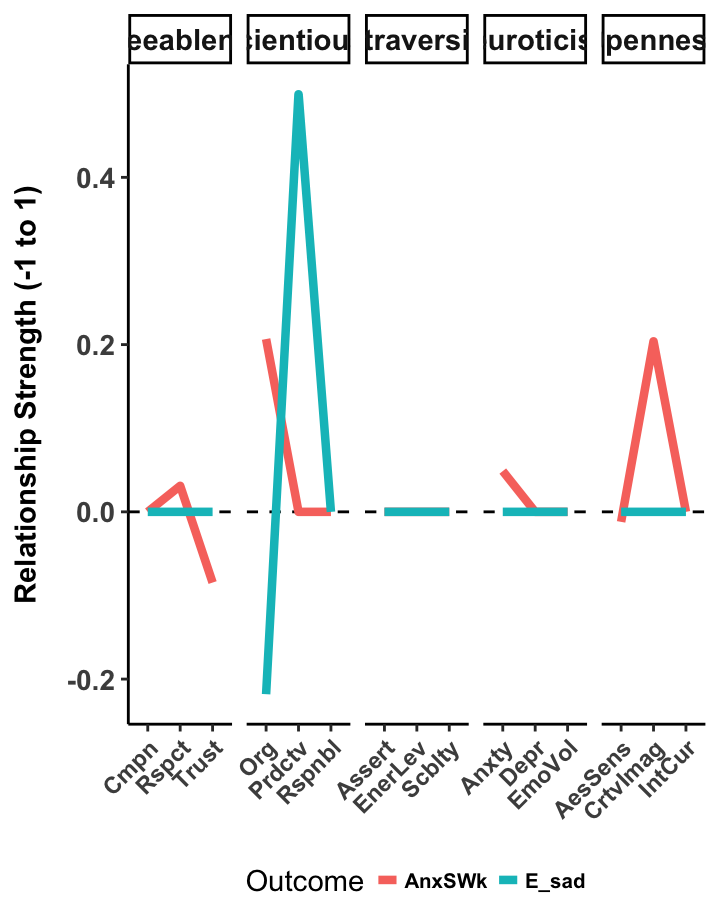 eeablen
cientiou
traversi
uroticis
pennes
Relationship Strength (-1 to 1)
0.4
0.2
0.0
-0.2
Cmpn
Rspct
Trust
Org
Prdctv
Rspnbl
Assert
EnerLev
Scblty
Anxty
Depr
EmoVol
AesSens
CrtvImag
IntCur
Outcome AnxSWk E_sad